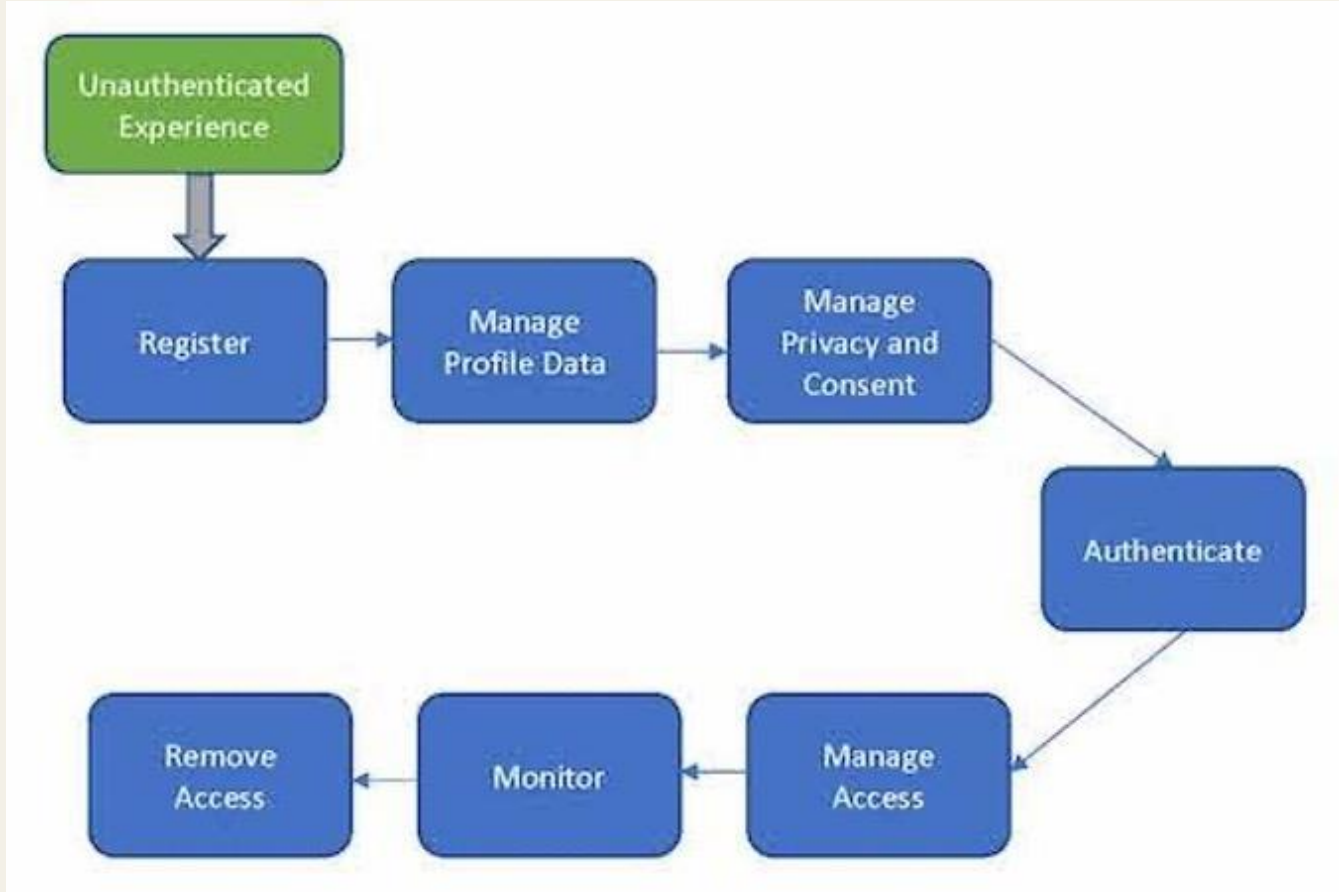 Unauthenticated
Experience
Register
Manage
Profile Data
Manage
Privacy and
Consent
Authenticate
Manage
Access
Monitor
Remove
Access